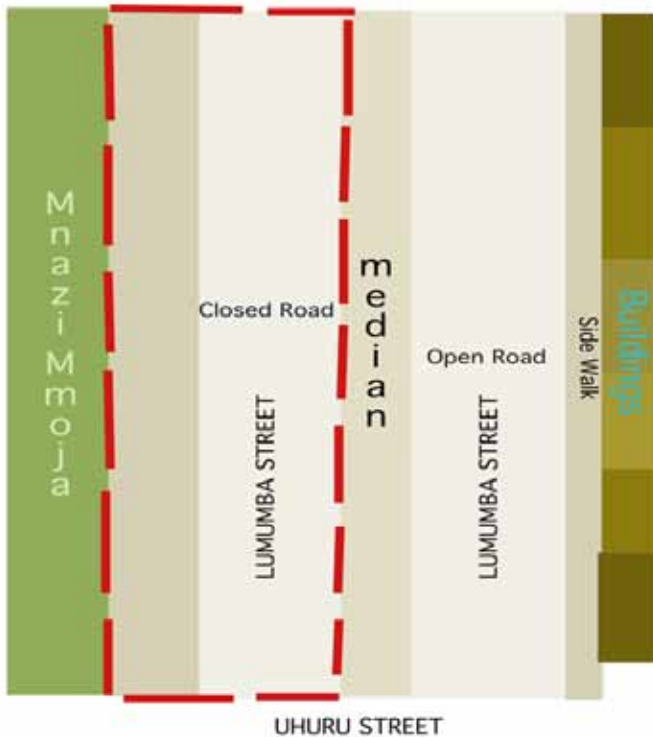 Mnazi Mmoja
Closed Road
LUMUMBA STREET
median
Open Road
LUMUMBA STREET
Side Walk
Buildings
UHURU STREET